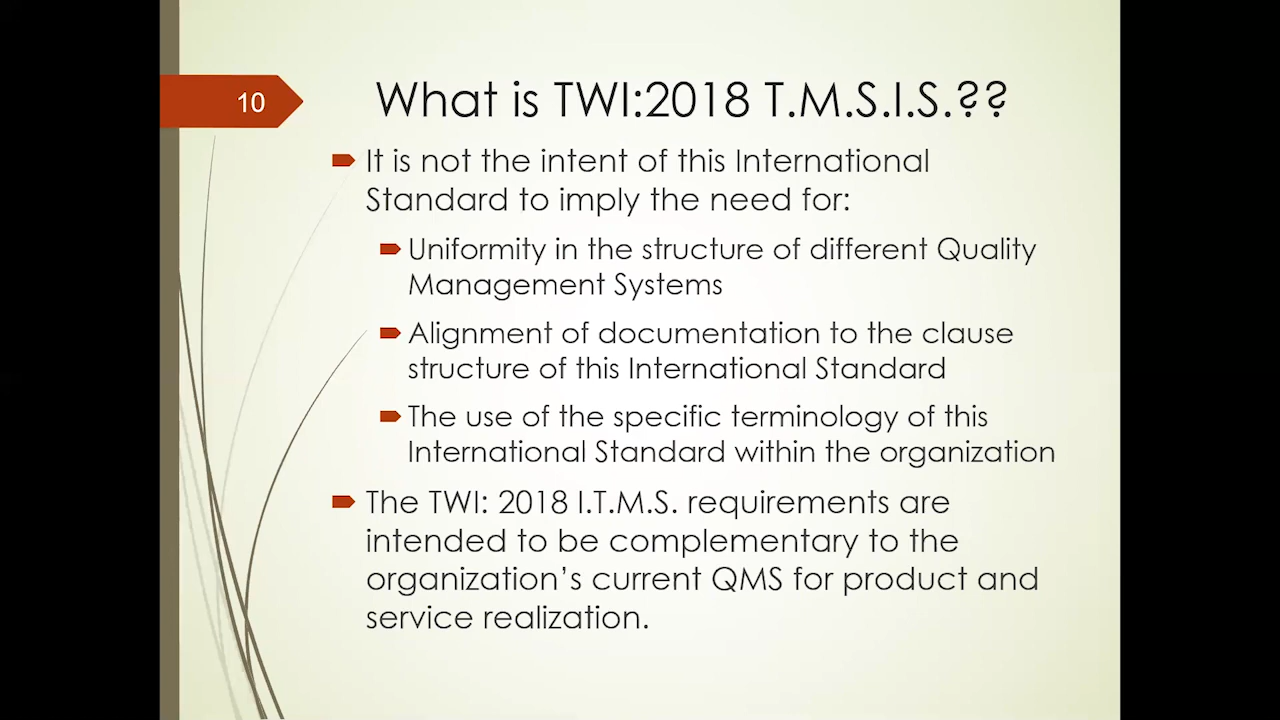 10
What is TWI:2018 T.M.S.I.S.??
It is not the intent of this International
Standard to imply the need for:
Uniformity in the structure of different Quality
Management Systems
Alignment of documentation to the clause
structure of this International Standard
The use of the specific terminology of this
International Standard within the organization
The TWI: 2018 I.T.M.S. requirements are
intended to be complementary to the
organization’s current QMS for product and
service realization.